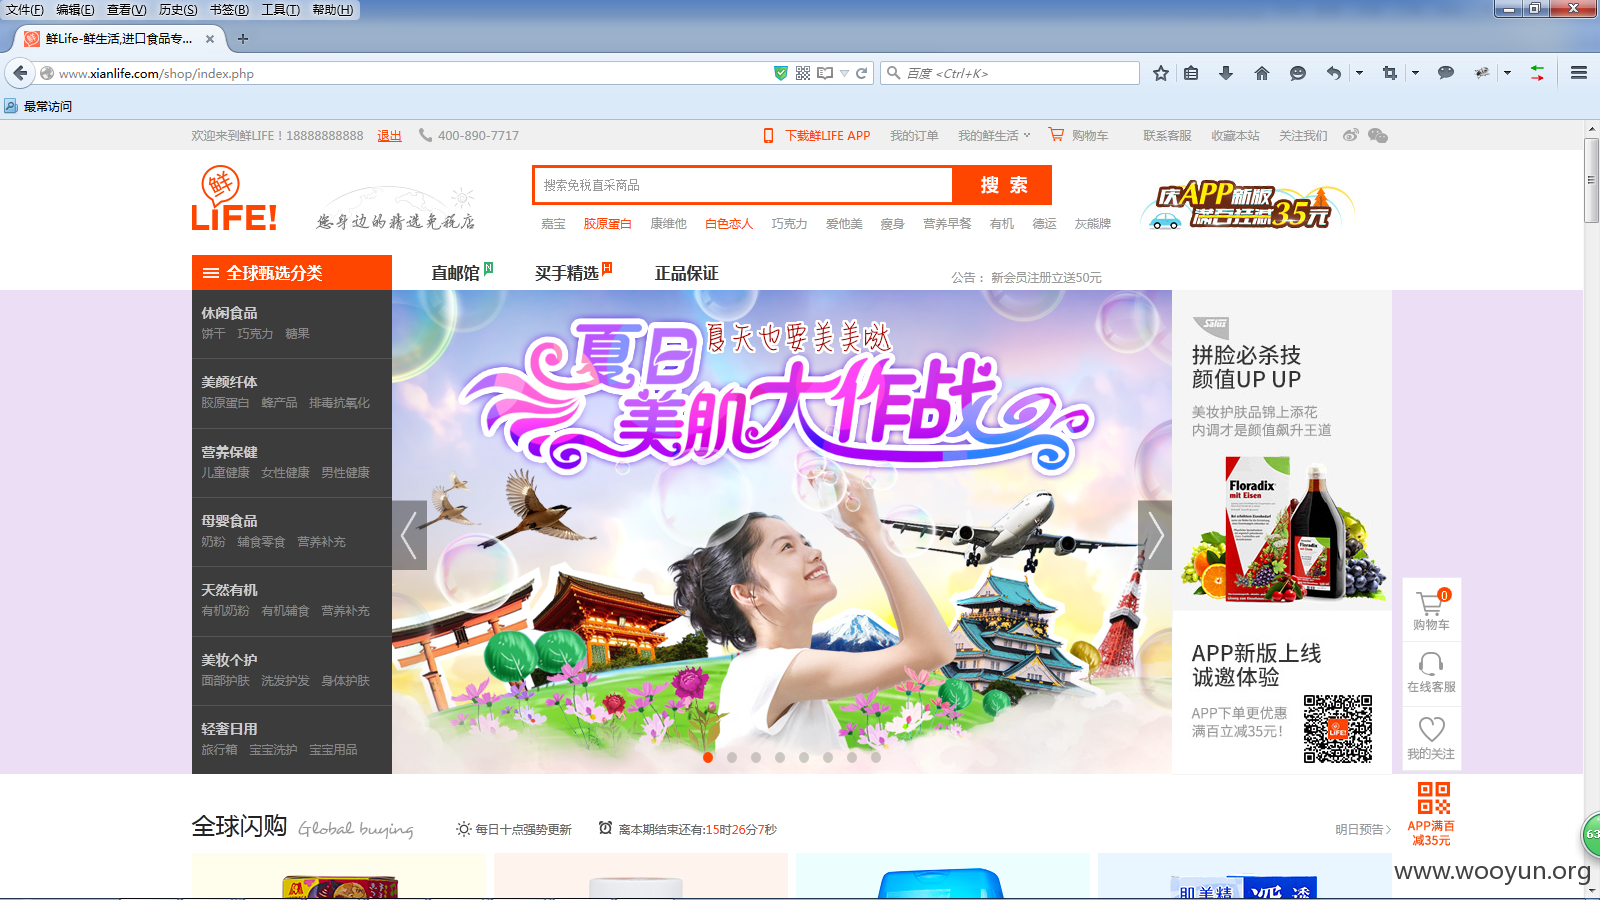 文件(F) 编辑(E) 查看(V) 历史(S) 书签(B) 工具(T) 帮助(H)
鲜Life-鲜生活,进口食品专...
www.xianlife.com/shop/index.php
百度 <Ctrl+K>
最常访问
欢迎来到鲜LIFE！18888888888 退出 400-890-7717
下载鲜LIFE APP 我的订单 我的鲜生活 购物车 联系客服 收藏本站 关注我们
鲜
LIFE!
您身边的精选免税店
搜索免税直采商品
搜 索
庆APP新版
满百狂减35元
嘉宝 胶原蛋白 康维他 白色恋人 巧克力 爱他美 瘦身 营养早餐 有机 德运 灰熊牌
全球甄选分类
直邮馆 N 买手精选 H 正品保证
公告： 新会员注册立送50元
休闲食品
饼干 巧克力 糖果
美颜纤体
胶原蛋白 蜂产品 排毒抗氧化
营养保健
儿童健康 女性健康 男性健康
母婴食品
奶粉 辅食零食 营养补充
天然有机
有机奶粉 有机辅食 营养补充
美妆个护
面部护肤 洗发护发 身体护肤
轻奢日用
旅行箱 宝宝洗护 宝宝用品
夏天也要美美哒
夏日
美肌大作战
Salus
拼脸必杀技
颜值UP UP
美妆护肤品锦上添花
内调才是颜值飙升王道
Floradix
mit Eisen
APP新版上线
诚邀体验
APP下单更优惠
满百立减35元！
LIFE!
0
购物车
在线客服
我的关注
APP满百
减35元
63
全球闪购 Global buying
每日十点强势更新
离本期结束还有:15时26分7秒
明日预告
肌美精
透
www.wooyun.org